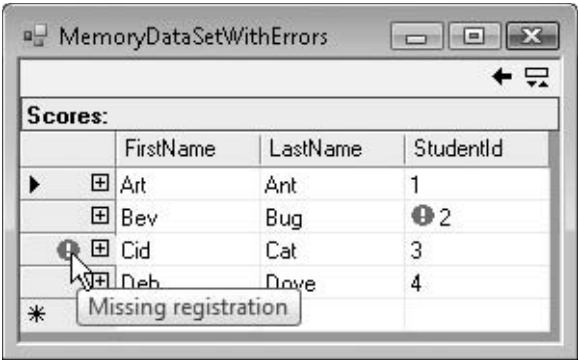 MemoryDataSetWithErrors
Scores:
FirstName LastName StudentId
Art Ant 1
Bev Bug 2
Cid Cat 3
Deb Dove 4
Missing registration